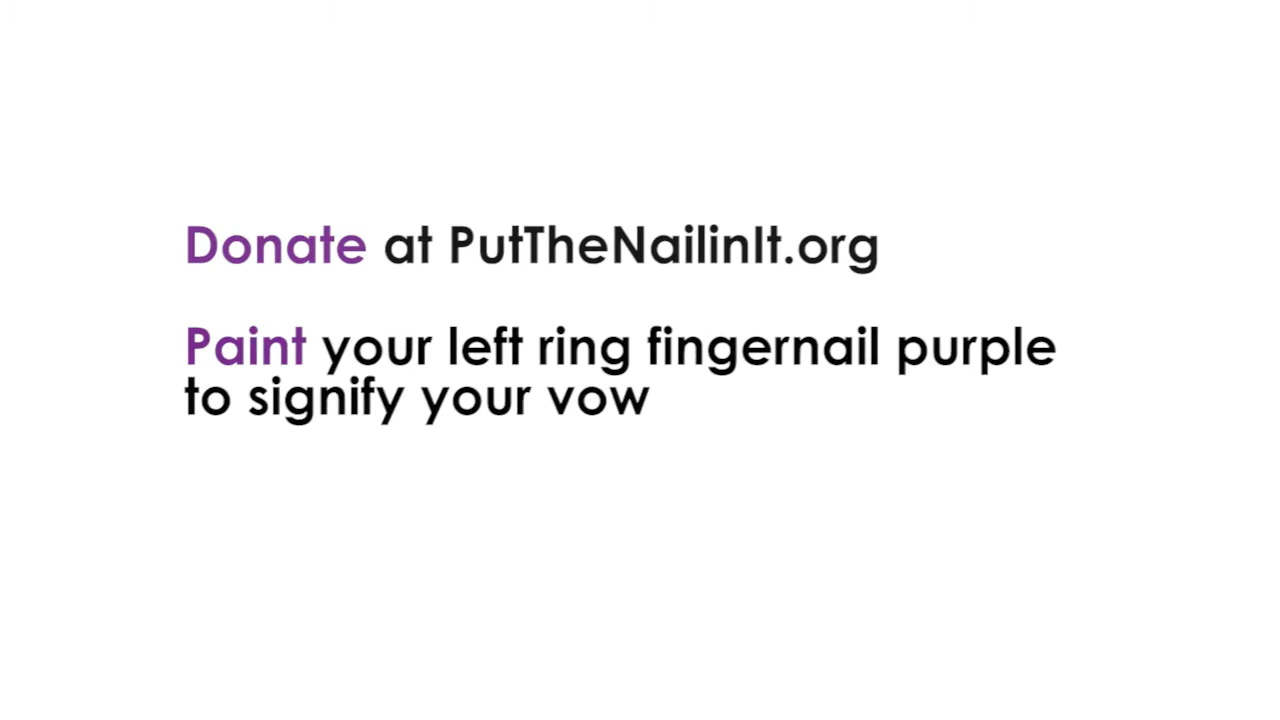 Donate at PutTheNailinIt.org
Paint your left ring fingernail purple
to signify your vow